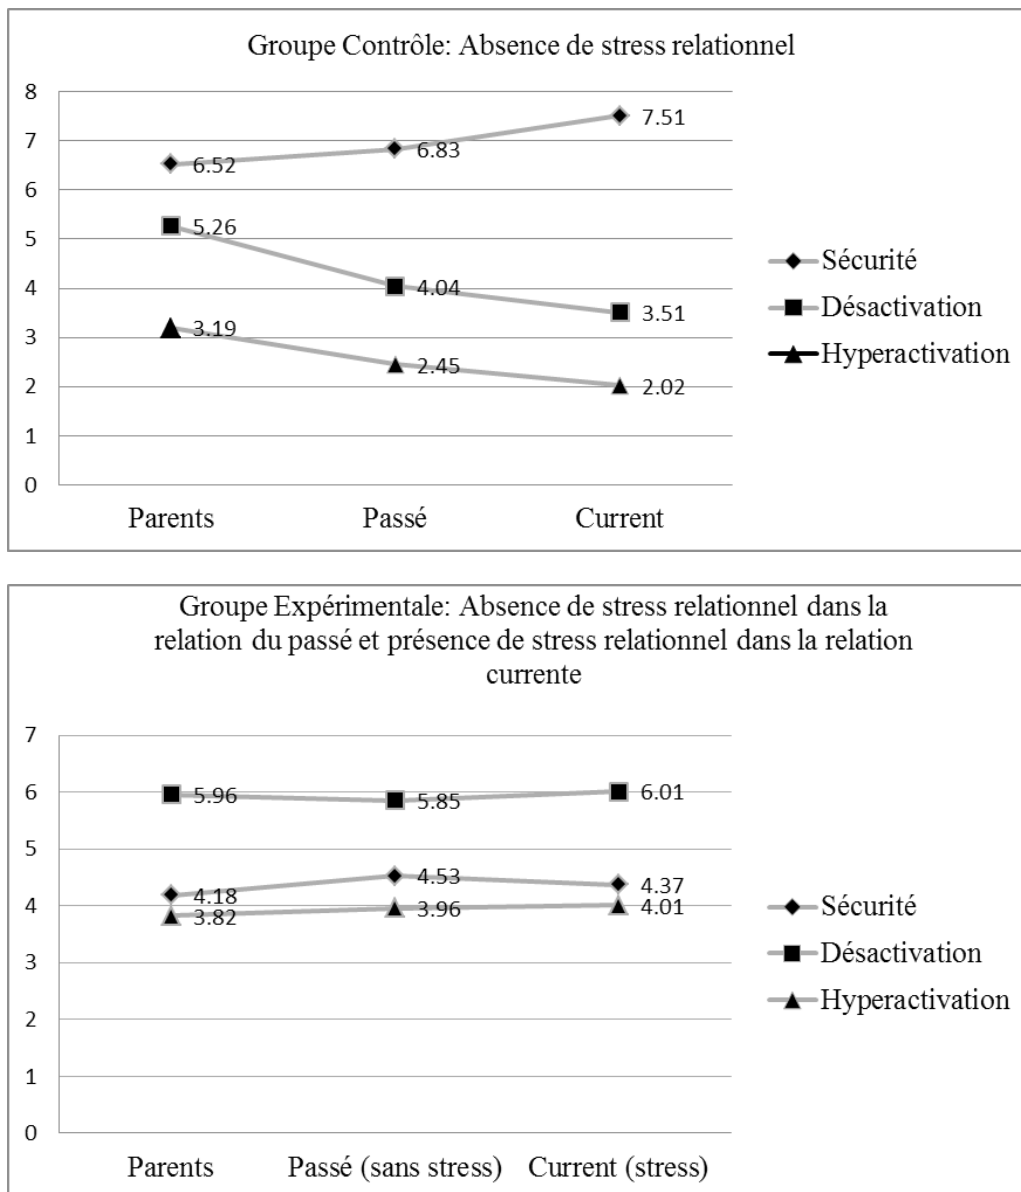 Groupe Contrôle: Absence de stress relationnel
8
7.51
7
6.83
6.52
6
5.26
5
Sécurité
4.04
4
Désactivation
3.51
3.19
3
Hyperactivation
2.45
2
2.02
1
0
Parents Passé Current
Groupe Expérimentale: Absence de stress relationnel dans la
relation du passé et présence de stress relationnel dans la relation
currente
7
6
5.96 5.85 6.01
5
4.18 4.53 4.37
4
3.82 3.96 4.01
Sécurité
3
Désactivation
Hyperactivation
2
1
0
Parents Passé (sans stress) Current (stress)